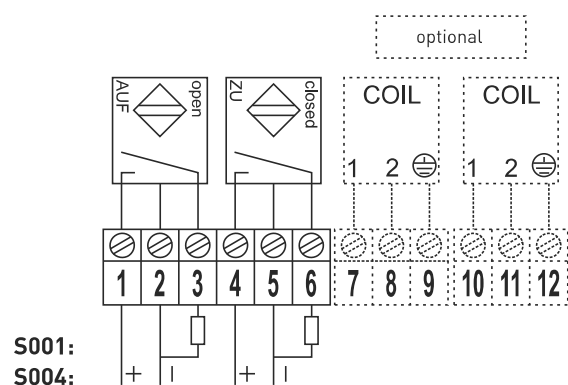 optional
AUF open
ZU closed
COIL
COIL
1 2
1 2
1 2 3 4 5 6 7 8 9 10 11 12
S001:
S004: + - + -